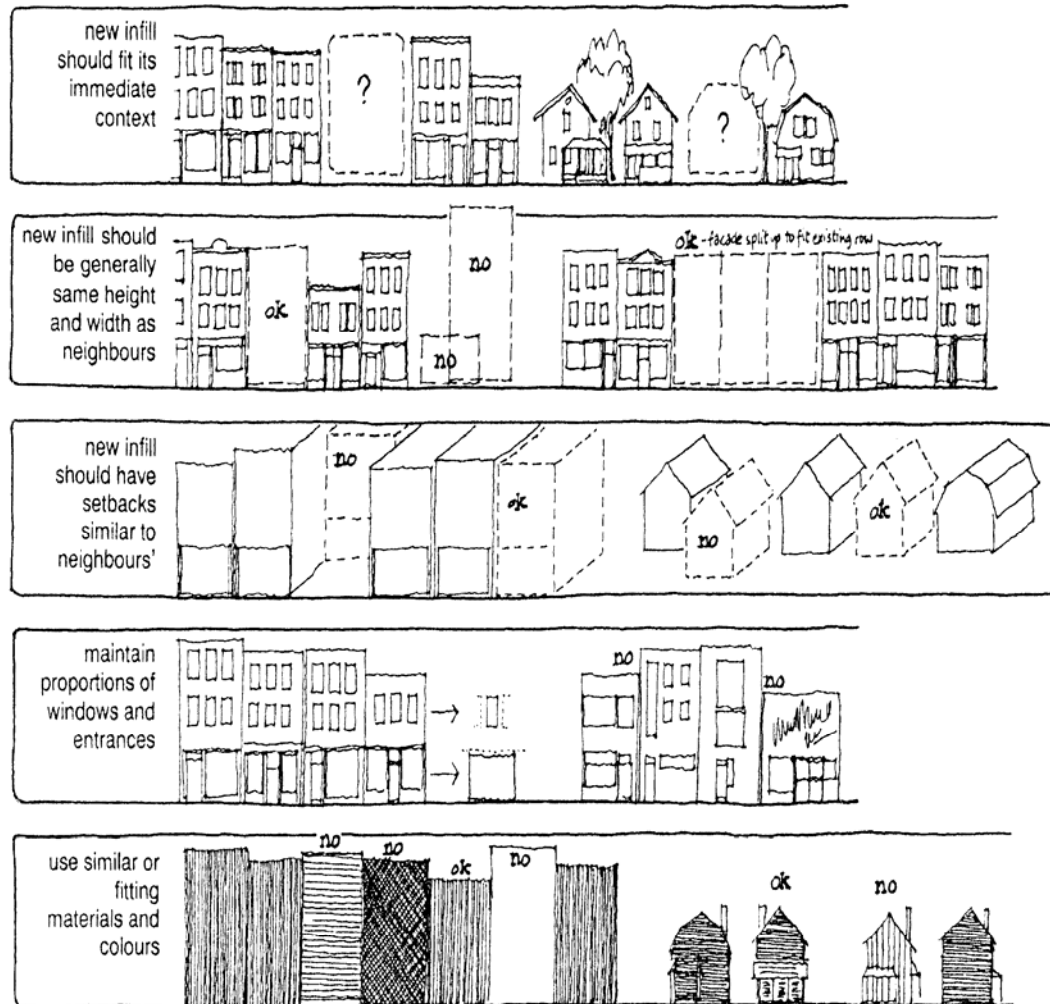 new infill
should fit its
immediate
context
?
?
new infill should
be generally
same height
and width as
neighbours
ok
no
no
ok - facade split up to fit existing row
new infill
should have
setbacks
similar to
neighbours'
no
ok
no
ok
maintain
proportions of
windows and
entrances
no
no
use similar or
fitting
materials and
colours
no
no
ok
no
ok
no